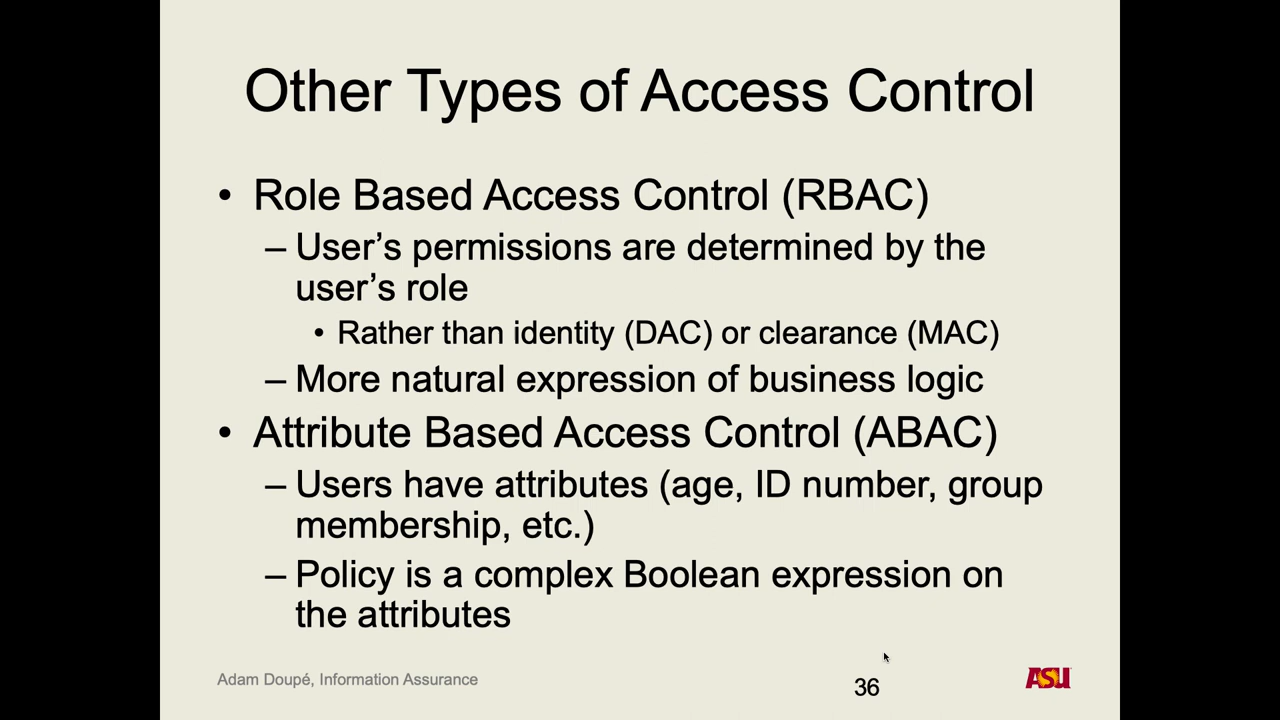 Other Types of Access Control
• Role Based Access Control (RBAC)
– User’s permissions are determined by the
user’s role
• Rather than identity (DAC) or clearance (MAC)
– More natural expression of business logic
• Attribute Based Access Control (ABAC)
– Users have attributes (age, ID number, group
membership, etc.)
– Policy is a complex Boolean expression on
the attributes
Adam Doupé, Information Assurance
36
ASU